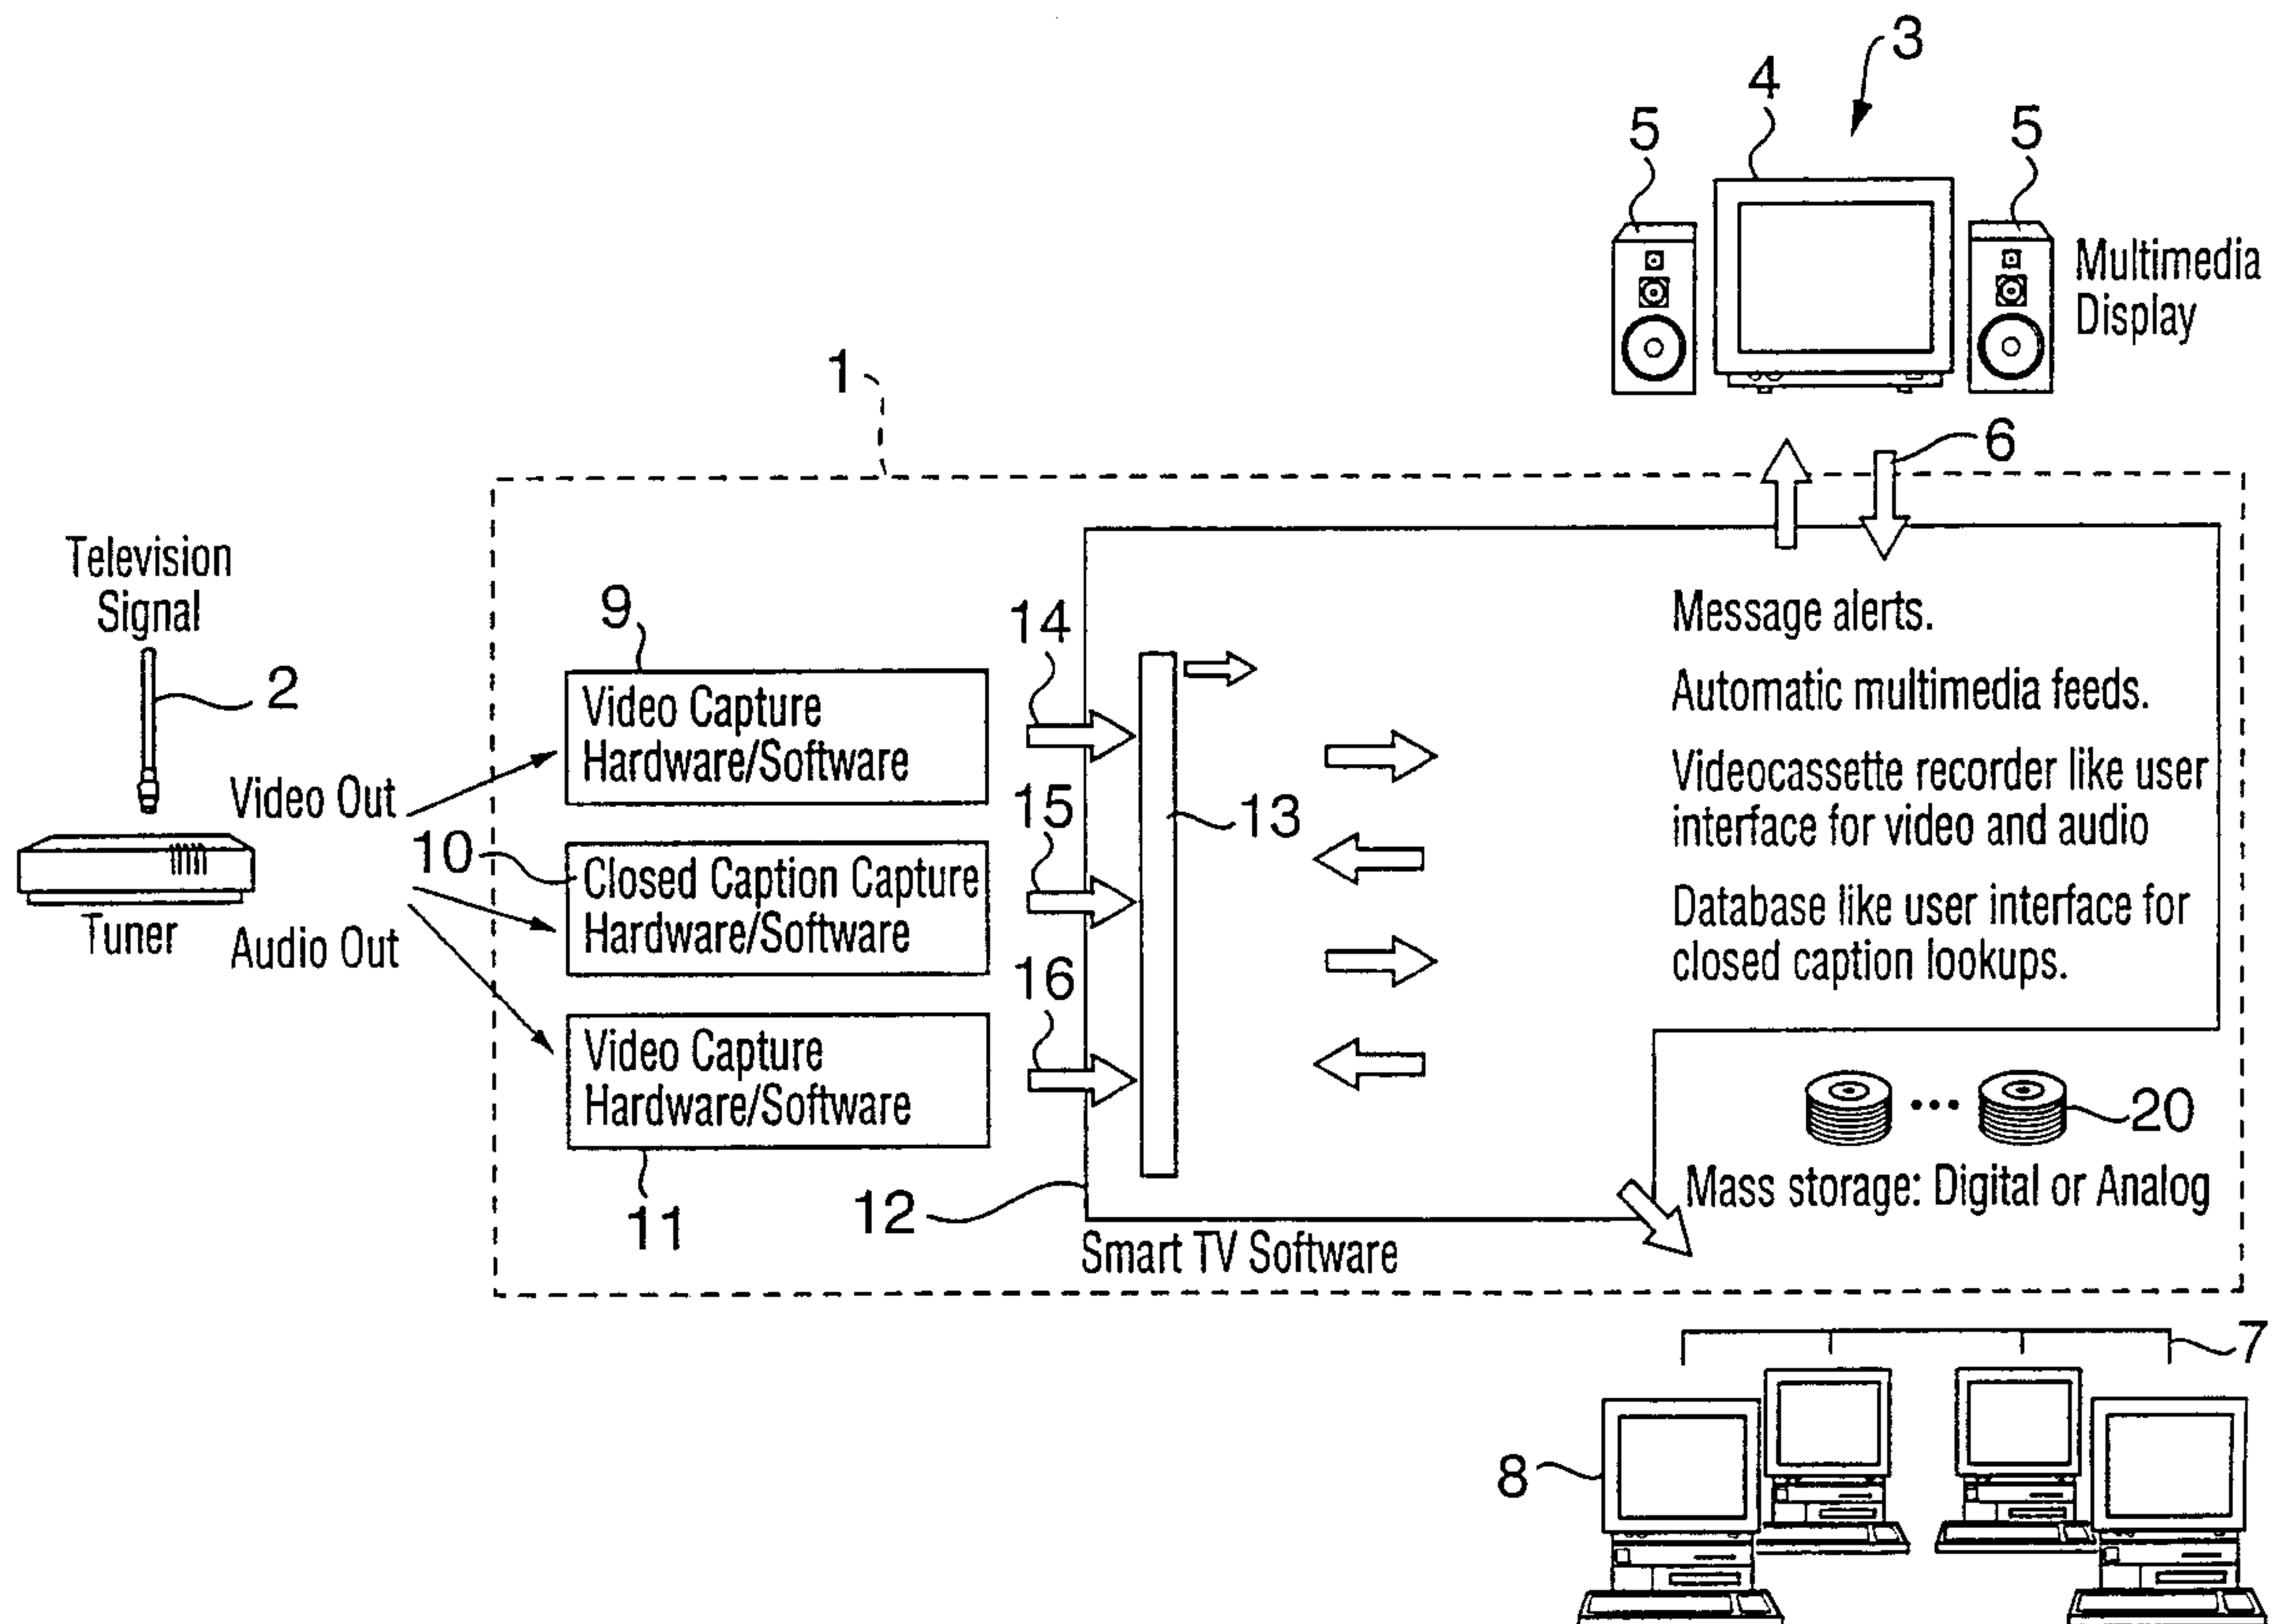 3
4
5
5
Multimedia
Display
1
6
Television
Signal
2
Video Out
Tuner
Audio Out
9
Video Capture
Hardware/Software
10
Closed Caption Capture
Hardware/Software
Video Capture
Hardware/Software
11
14
15
16
13
12
Smart TV Software
Message alerts.
Automatic multimedia feeds.
Videocassette recorder like user
interface for video and audio
Database like user interface for
closed caption lookups.
20
Mass storage: Digital or Analog
7
8